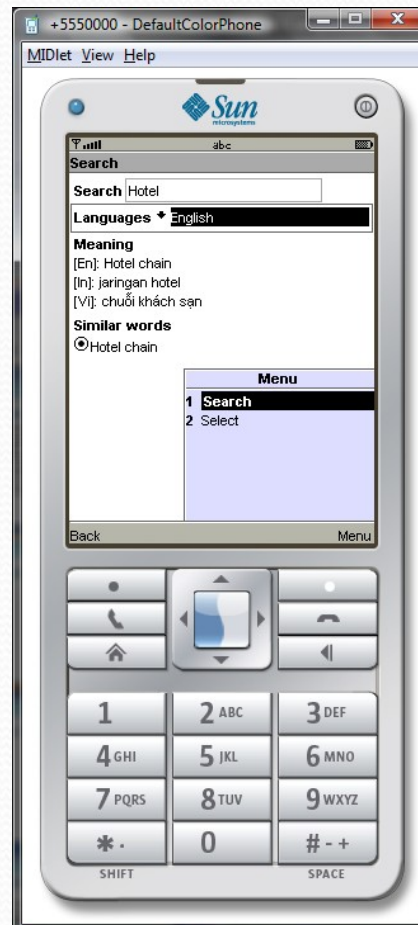 +5550000 - DefaultColorPhone
MIDlet View Help
Sun
microsystems
abc
Search
Search Hotel
Languages English
Meaning
[En]: Hotel chain
[In]: jaringan hotel
[Vi]: chuỗi khách sạn
Similar words
Hotel chain
Menu
1 Search
2 Select
Back Menu
1 2 ABC 3 DEF
4 GHI 5 JKL 6 MNO
7 PQRS 8 TUV 9 WXYZ
* . 0 # - +
SHIFT SPACE